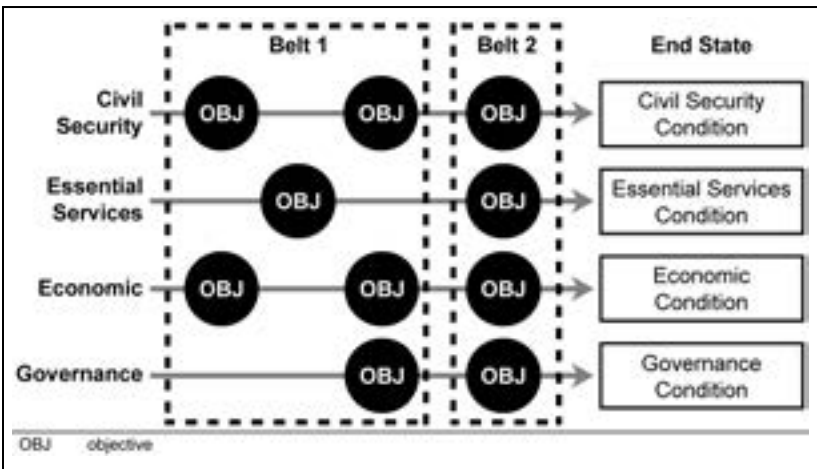 Belt 1
Belt 2
End State
Civil
Security
OBJ
OBJ
OBJ
Civil Security
Condition
Essential
Services
OBJ
OBJ
Essential Services
Condition
Economic
OBJ
OBJ
OBJ
Economic
Condition
Governance
OBJ
OBJ
Governance
Condition
OBJ objective